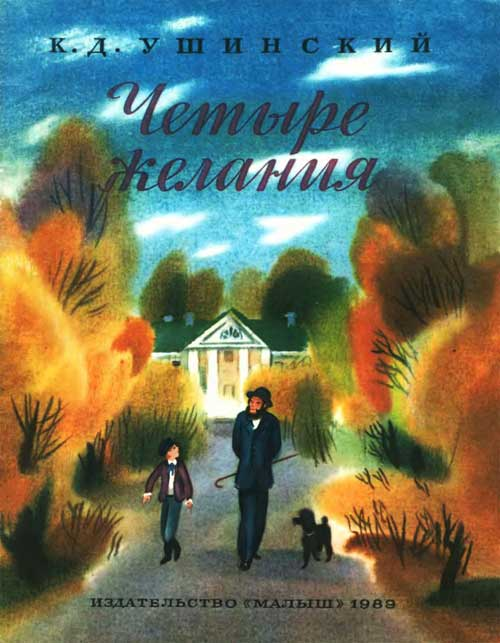 К. Д. УШИНСКИЙ
Четыре
желания
ИЗДАТЕЛЬСТВО «МАЛЫШ» 1989